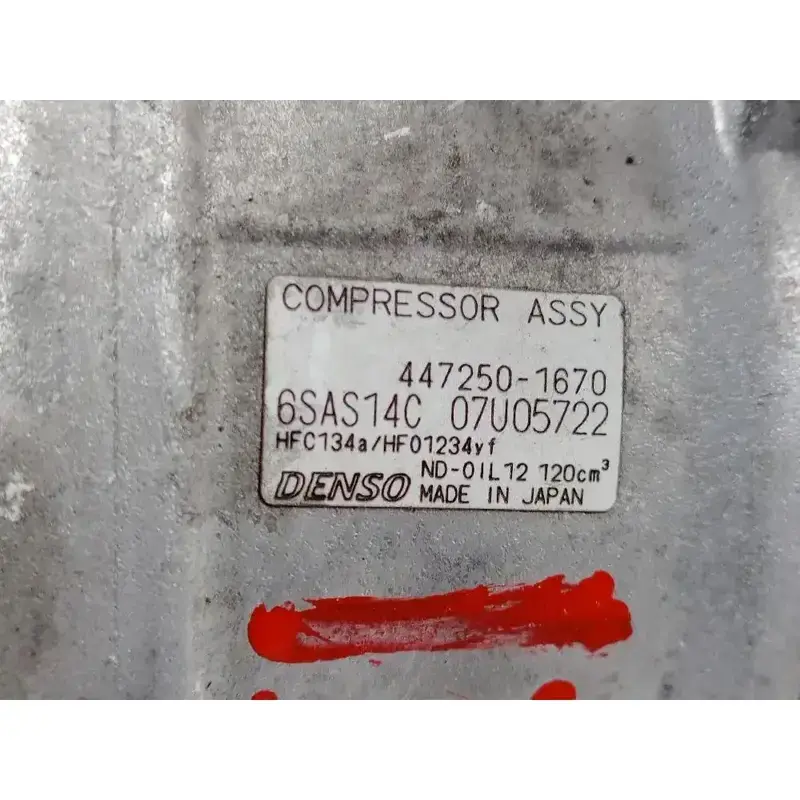 COMPRESSOR ASSY
447250-1670
6SAS14C 07U05722
HFC134a/HFO1234yf
ND-OIL12 120cm³
DENSO MADE IN JAPAN